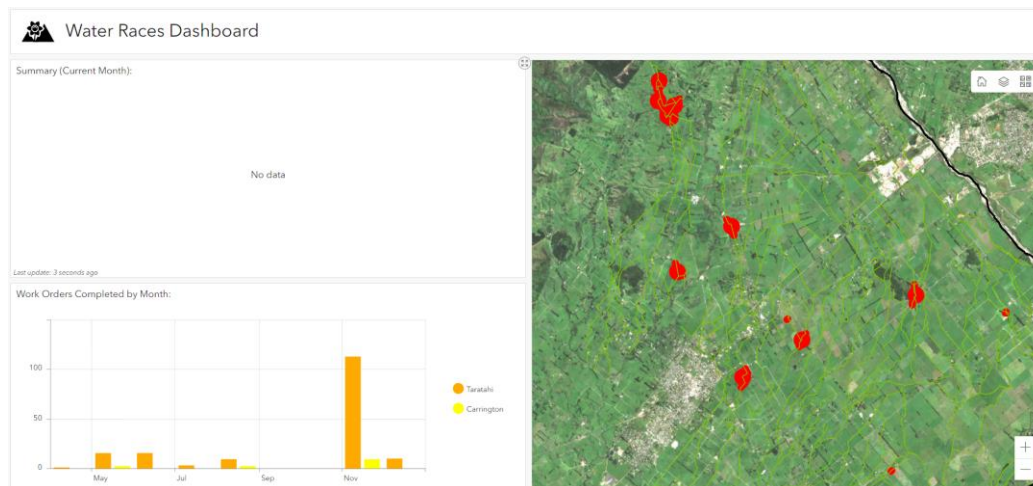 Water Races Dashboard
Summary (Current Month):
No data
Last update: 3 seconds ago
Work Orders Completed by Month:
100
50
0
May
Jul
Sep
Nov
Taratahi
Carrington
+
−